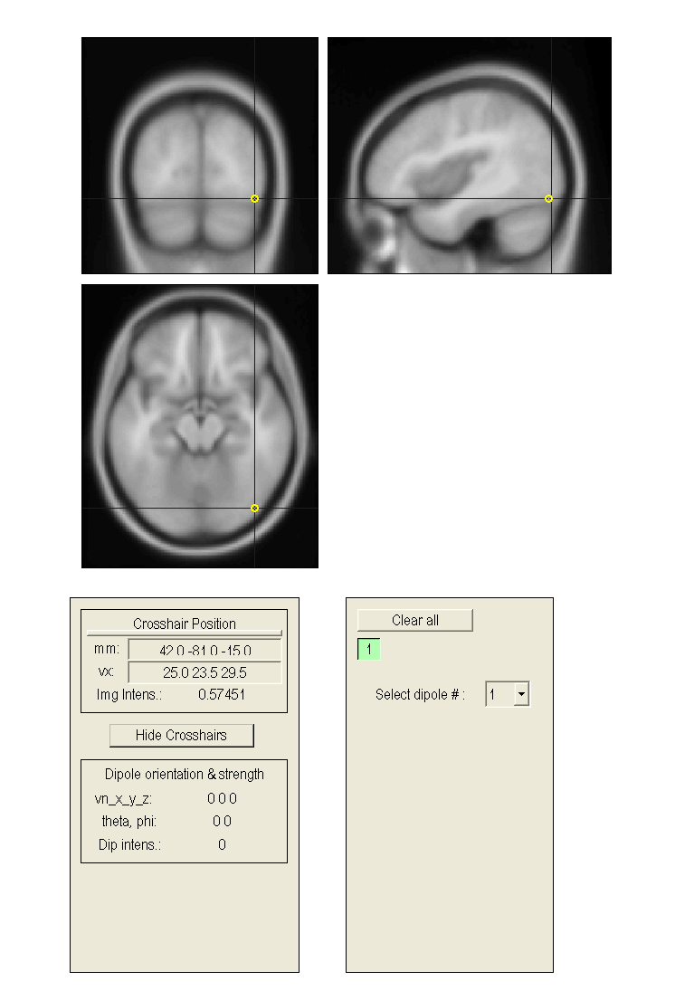 Crosshair Position
mm: 42.0 -81.0 -15.0
vx: 25.0 23.5 29.5
Img Intens.: 0.57451
Hide Crosshairs
Dipole orientation & strength
vn_x_y_z: 0 0 0
theta, phi: 0 0
Dip intens.: 0
Clear all
1
Select dipole # : 1